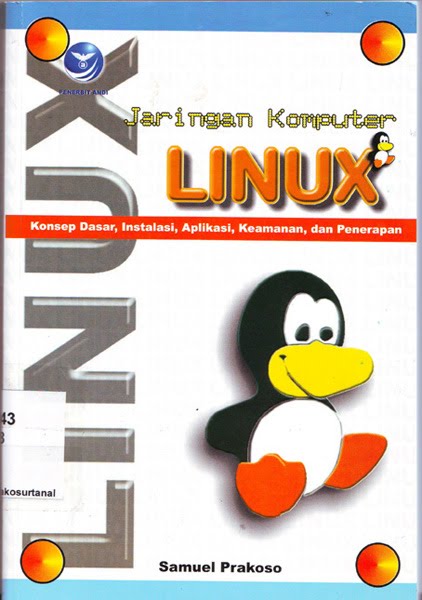 PENERBIT ANDI
Jaringan Komputer
LINUX
Konsep Dasar, Instalasi, Aplikasi, Keamanan, dan Penerapan
LINUX
43
akosurtanal
Samuel Prakoso